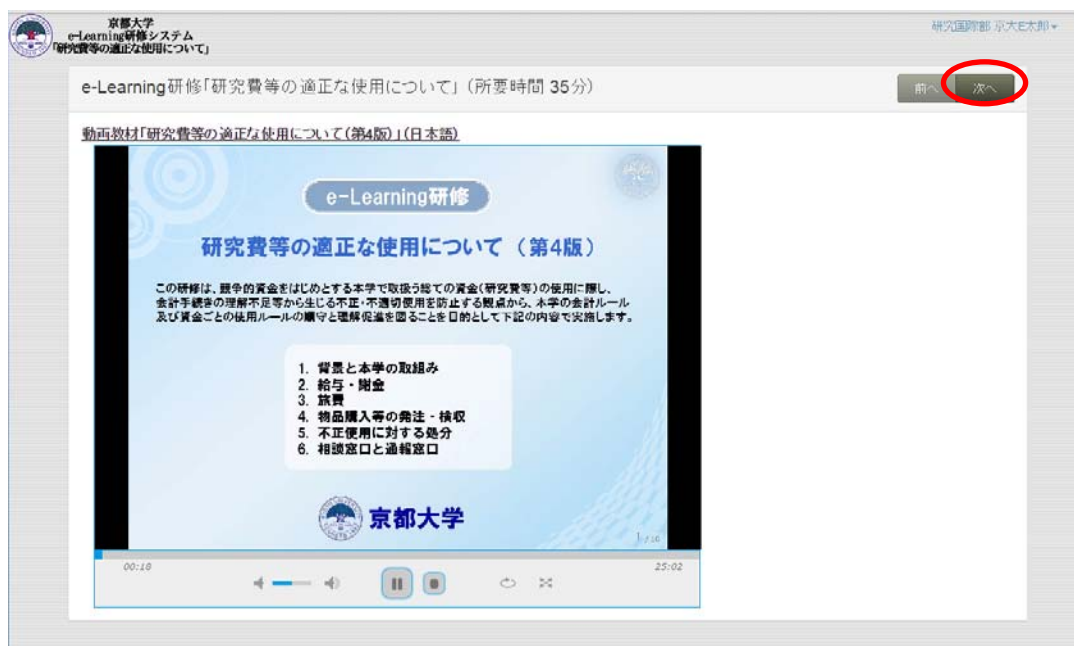 京都大学
e-Learning研修システム
「研究費等の適正な使用について」
研究国際部 京大E太郎
e-Learning研修「研究費等の適正な使用について」(所要時間 35分)
前へ 次へ
動画教材「研究費等の適正な使用について(第4版)」(日本語)
e-Learning研修
研究費等の適正な使用について（第4版）
この研修は、競争的資金をはじめとする本学で取扱う総ての資金(研究費等)の使用に際し、
会計手続きの理解不足等から生じる不正・不適切使用を防止する観点から、本学の会計ルール
及び資金ごとの使用ルールの順守と理解促進を図ることを目的として下記の内容で実施します。
1. 背景と本学の取組み
2. 給与・謝金
3. 旅費
4. 物品購入等の発注・検収
5. 不正使用に対する処分
6. 相談窓口と通報窓口
京都大学
00:10
25:02